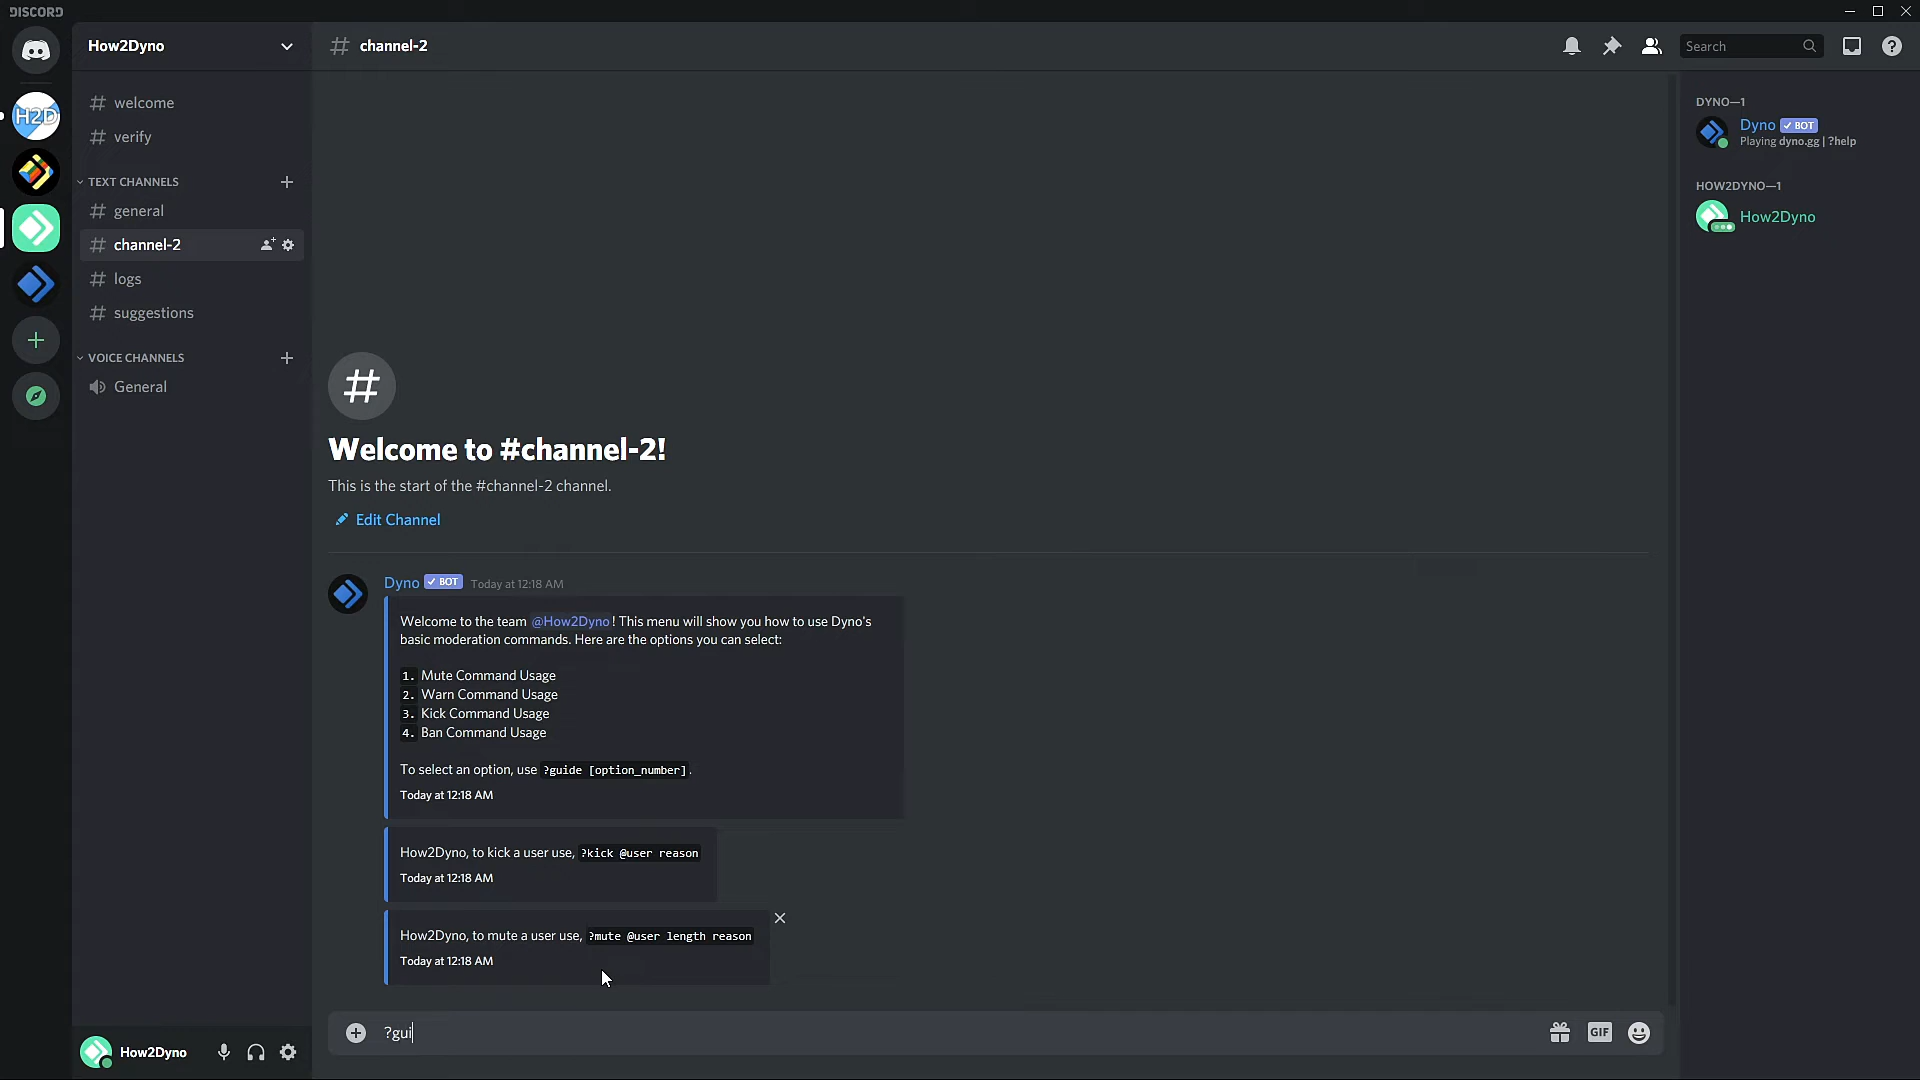 DISCORD
H2D
How2Dyno
welcome
verify
TEXT CHANNELS
general
channel-2
logs
suggestions
VOICE CHANNELS
General
How2Dyno
# channel-2
Search
Welcome to #channel-2!
This is the start of the #channel-2 channel.
Edit Channel
Dyno ✓ BOT Today at 12:18 AM
Welcome to the team @How2Dyno! This menu will show you how to use Dyno's
basic moderation commands. Here are the options you can select:
1. Mute Command Usage
2. Warn Command Usage
3. Kick Command Usage
4. Ban Command Usage
To select an option, use ?guide [option_number].
Today at 12:18 AM
How2Dyno, to kick a user use, ?kick @user reason
Today at 12:18 AM
How2Dyno, to mute a user use, ?mute @user length reason
Today at 12:18 AM
?gui
GIF
DYNO—1
Dyno ✓ BOT
Playing dyno.gg | ?help
HOW2DYNO—1
How2Dyno